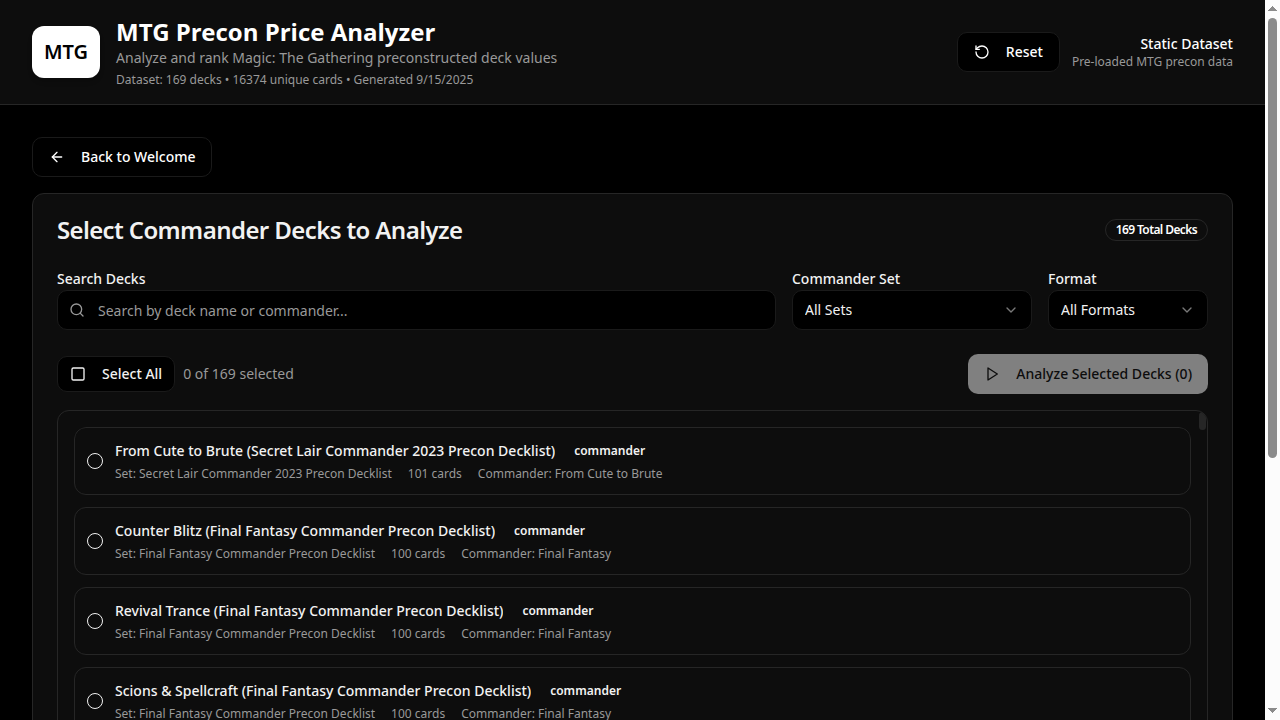 MTG
MTG Precon Price Analyzer
Analyze and rank Magic: The Gathering preconstructed deck values
Dataset: 169 decks • 16374 unique cards • Generated 9/15/2025
Reset
Static Dataset
Pre-loaded MTG precon data
Back to Welcome
Select Commander Decks to Analyze
169 Total Decks
Search Decks
Search by deck name or commander...
Commander Set
All Sets
Format
All Formats
Select All
0 of 169 selected
Analyze Selected Decks (0)
From Cute to Brute (Secret Lair Commander 2023 Precon Decklist) commander
Set: Secret Lair Commander 2023 Precon Decklist 101 cards Commander: From Cute to Brute
Counter Blitz (Final Fantasy Commander Precon Decklist) commander
Set: Final Fantasy Commander Precon Decklist 100 cards Commander: Final Fantasy
Revival Trance (Final Fantasy Commander Precon Decklist) commander
Set: Final Fantasy Commander Precon Decklist 100 cards Commander: Final Fantasy
Scions & Spellcraft (Final Fantasy Commander Precon Decklist) commander
Set: Final Fantasy Commander Precon Decklist 100 cards Commander: Final Fantasy